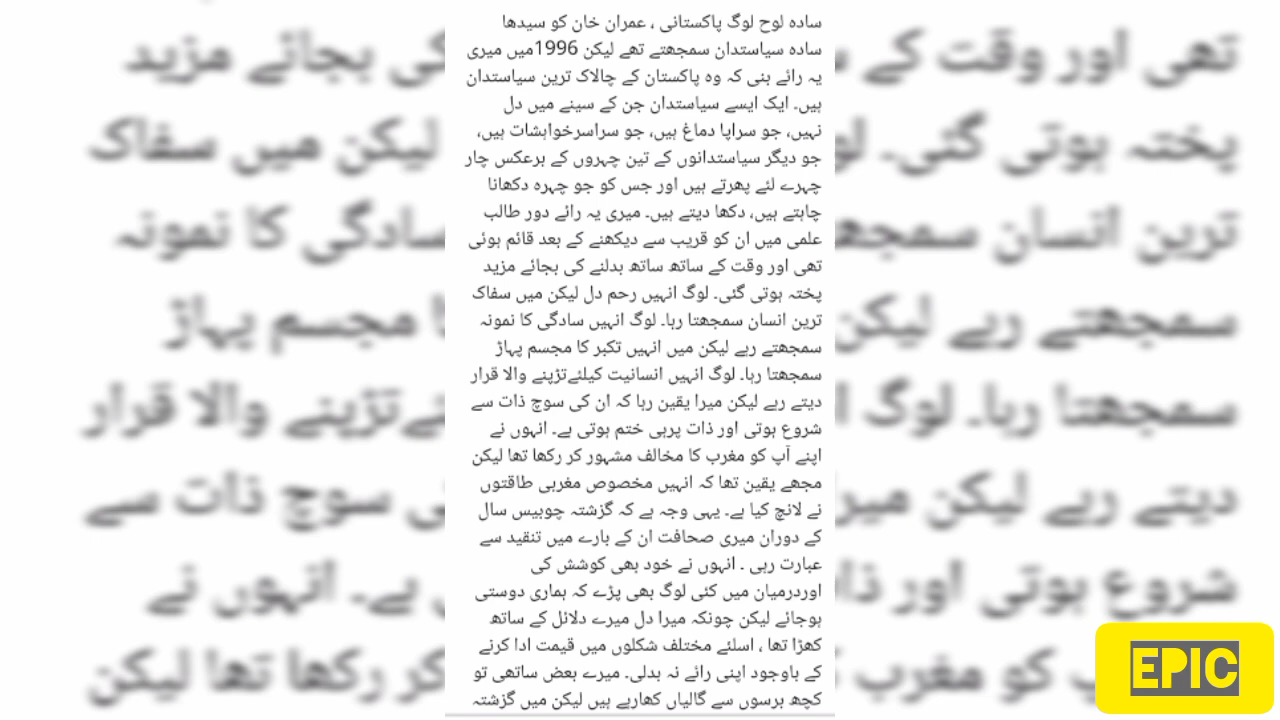 سادہ لوح لوگ پاکستانی ، عمران خان کو سیدھا
سادہ سیاستدان سمجھتے تھے لیکن 1996میں میری
یہ رائے بنی کہ وہ پاکستان کے چالاک ترین سیاستدان
ہیں۔ ایک ایسے سیاستدان جن کے سینے میں دل
نہیں، جو سراپا دماغ ہیں، جو سراسرخواہشات ہیں،
جو دیگر سیاستدانوں کے تین چہروں کے برعکس چار
چہرے لئے پھرتے ہیں اور جس کو جو چہرہ دکھانا
چاہتے ہیں، دکھا دیتے ہیں۔ میری یہ رائے دور طالب
علمی میں ان کو قریب سے دیکھنے کے بعد قائم ہوئی
تھی اور وقت کے ساتھ ساتھ بدلنے کی بجائے مزید
پختہ ہوتی گئی۔ لوگ انہیں رحم دل لیکن میں سفاک
ترین انسان سمجھتا رہا۔ لوگ انہیں سادگی کا نمونہ
سمجھتے رہے لیکن میں انہیں تکبر کا مجسم پہاڑ
سمجھتا رہا۔ لوگ انہیں انسانیت کیلئےتڑپنے والا قرار
دیتے رہے لیکن میرا یقین رہا کہ ان کی سوچ ذات سے
شروع ہوتی اور ذات پرہی ختم ہوتی ہے۔ انہوں نے
اپنے آپ کو مغرب کا مخالف مشہور کر رکھا تھا لیکن
مجھے یقین تھا کہ انہیں مخصوص مغربی طاقتوں
نے لانچ کیا ہے۔ یہی وجہ ہے کہ گزشتہ چوبیس سال
کے دوران میری صحافت ان کے بارے میں تنقید سے
عبارت رہی ۔ انہوں نے خود بھی کوشش کی
اوردرمیان میں کئی لوگ بھی پڑے کہ ہماری دوستی
ہوجائے لیکن چونکہ میرا دل میرے دلائل کے ساتھ
کھڑا تھا ، اسلئے مختلف شکلوں میں قیمت ادا کرنے
کے باوجود اپنی رائے نہ بدلی۔ میرے بعض ساتھی تو
کچھ برسوں سے گالیاں کھارہے ہیں لیکن میں گزشتہ
EPIC